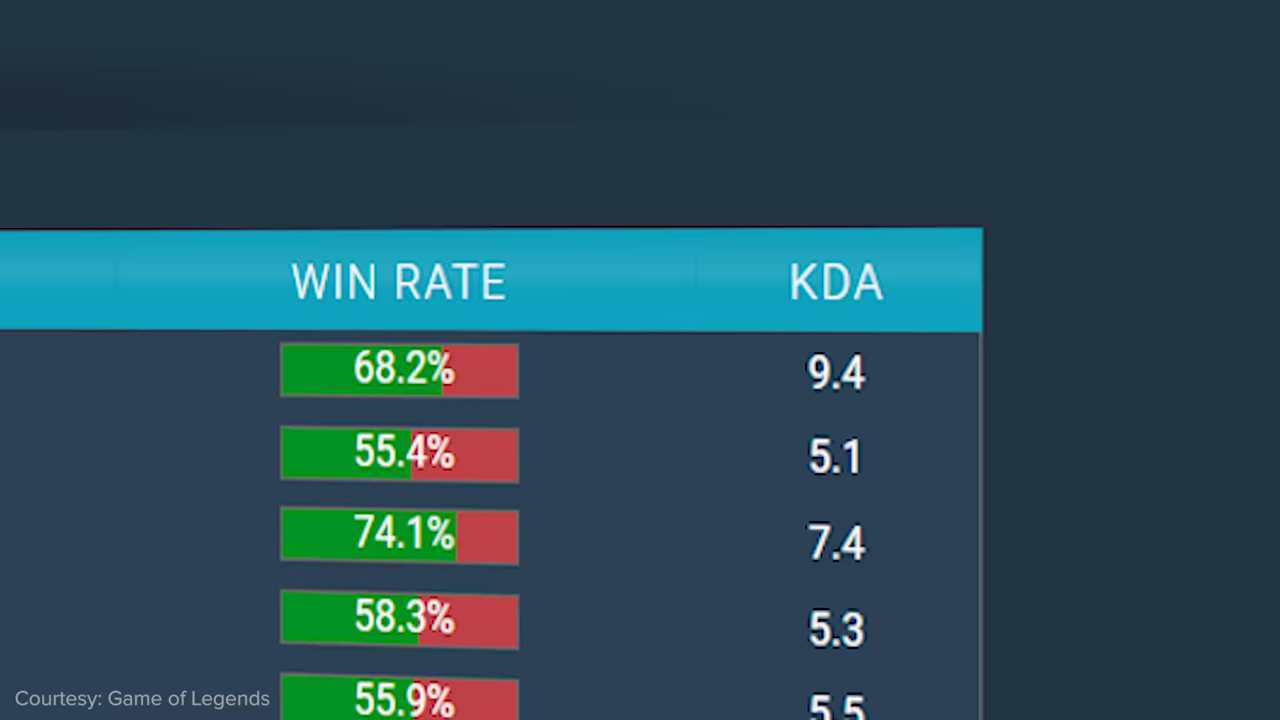 WIN RATE KDA
68.2% 9.4
55.4% 5.1
74.1% 7.4
58.3% 5.3
55.9% 5.5
Courtesy: Game of Legends